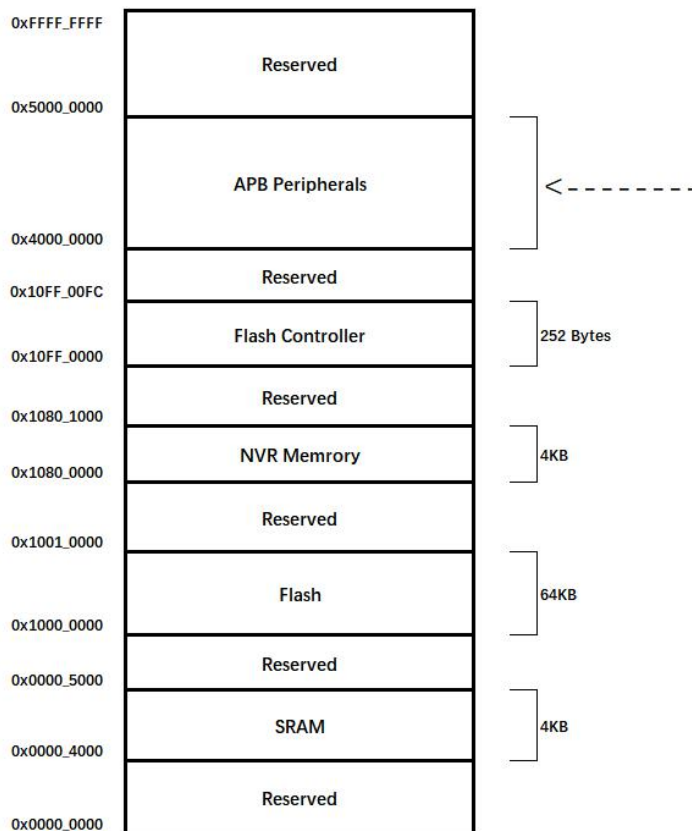 0xFFFF_FFFF
Reserved
0x5000_0000
APB Peripherals
0x4000_0000
Reserved
0x10FF_00FC
Flash Controller
252 Bytes
0x10FF_0000
Reserved
0x1080_1000
NVR Memrory
4KB
0x1080_0000
Reserved
0x1001_0000
Flash
64KB
0x1000_0000
Reserved
0x0000_5000
SRAM
4KB
0x0000_4000
Reserved
0x0000_0000